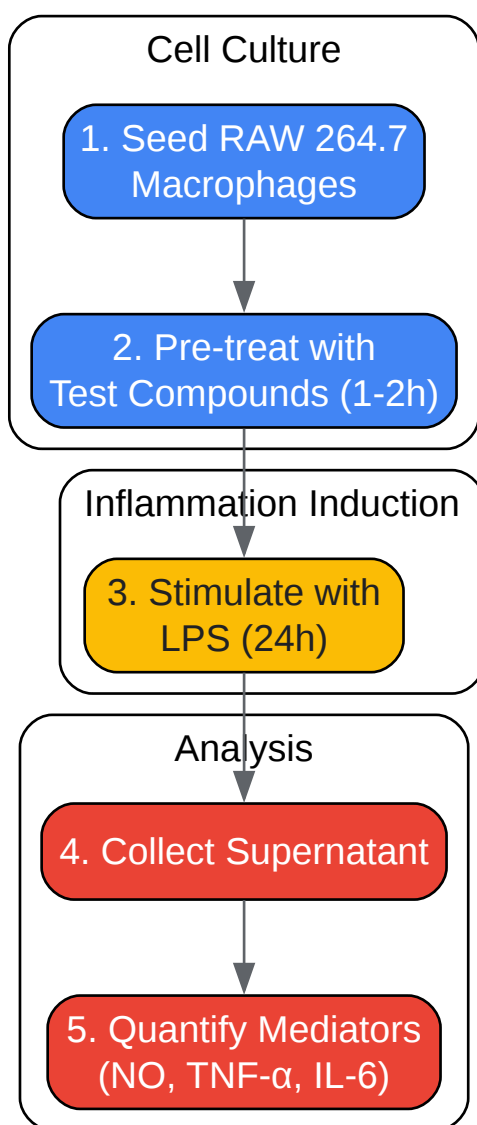 Cell Culture
1. Seed RAW 264.7
Macrophages
2. Pre-treat with
Test Compounds (1-2h)
Inflammation Induction
3. Stimulate with
LPS (24h)
Analysis
4. Collect Supernatant
5. Quantify Mediators
(NO, TNF-α, IL-6)